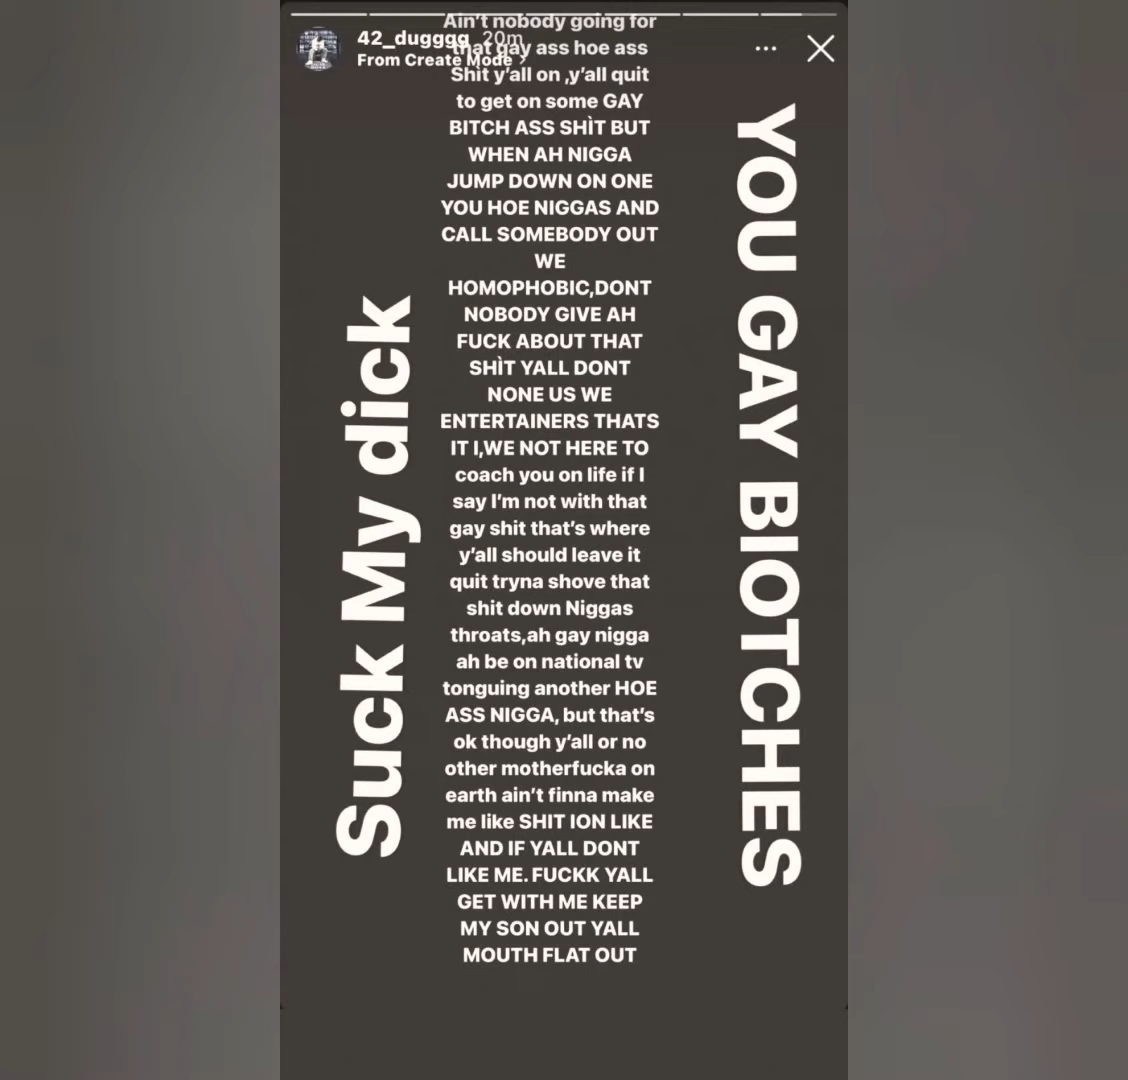 Ain't nobody going for
42_dugggg 20m
that gay ass hoe ass
From Create Mode >
Shit y'all on ,y'all quit
to get on some GAY
BITCH ASS SHÌT BUT
WHEN AH NIGGA
JUMP DOWN ON ONE
YOU HOE NIGGAS AND
CALL SOMEBODY OUT
WE
HOMOPHOBIC,DONT
NOBODY GIVE AH
FUCK ABOUT THAT
SHÌT YALL DONT
NONE US WE
ENTERTAINERS THATS
IT I,WE NOT HERE TO
coach you on life if I
say I'm not with that
gay shit that's where
y'all should leave it
quit tryna shove that
shit down Niggas
throats,ah gay nigga
ah be on national tv
tonguing another HOE
ASS NIGGA, but that's
ok though y'all or no
other motherfucka on
earth ain't finna make
me like SHIT ION LIKE
AND IF YALL DONT
LIKE ME. FUCKK YALL
GET WITH ME KEEP
MY SON OUT YALL
MOUTH FLAT OUT
Suck My dick
YOU GAY BIOTCHES